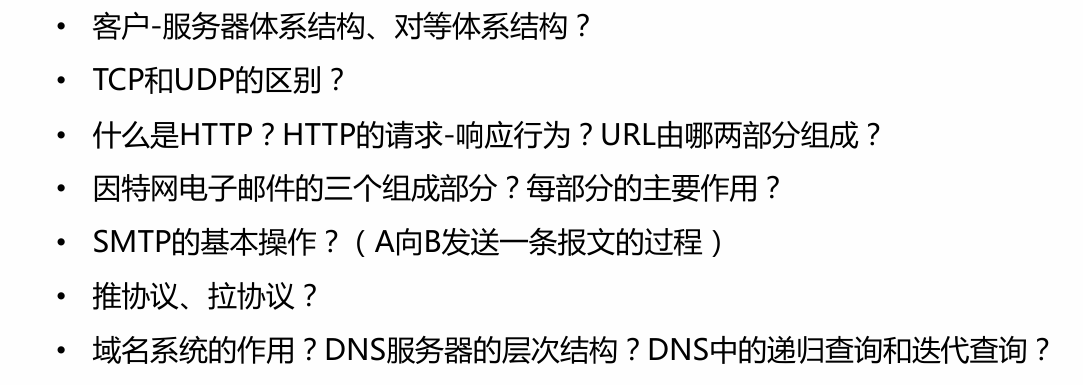 • 客户-服务器体系结构、对等体系结构？
• TCP和UDP的区别？
• 什么是HTTP？HTTP的请求-响应行为？URL由哪两部分组成？
• 因特网电子邮件的三个组成部分？每部分的主要作用？
• SMTP的基本操作？（A向B发送一条报文的过程）
• 推协议、拉协议？
• 域名系统的作用？DNS服务器的层次结构？DNS中的递归查询和迭代查询？